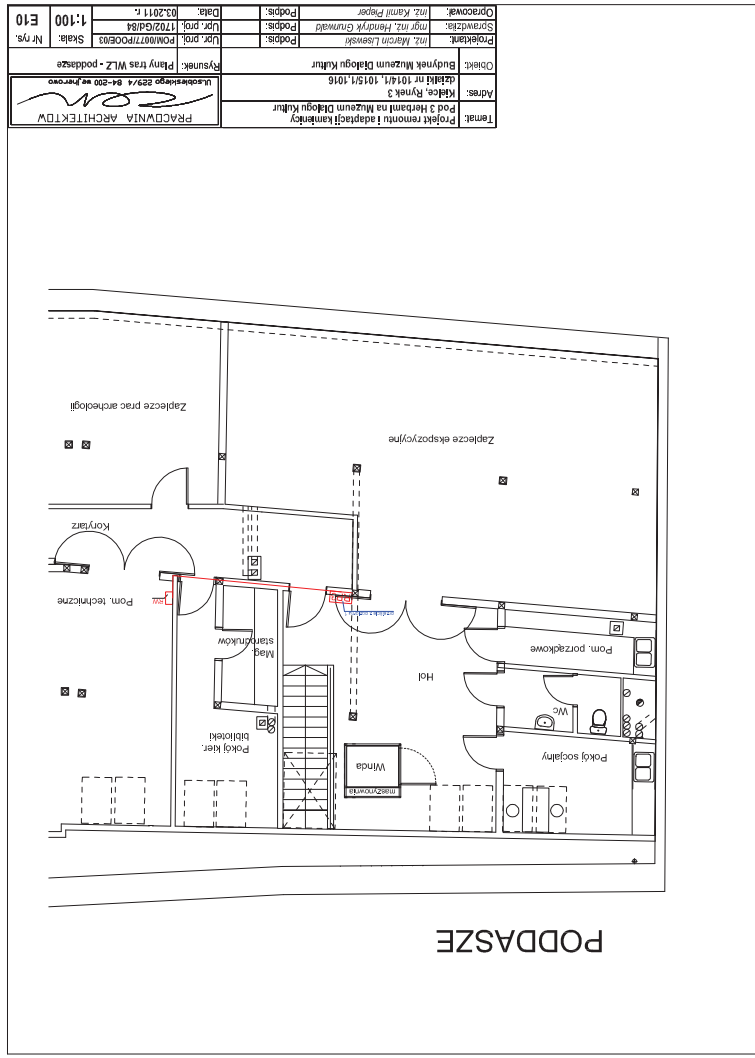 PODDASZE
Pokój socjalny
maszynownia
Winda
Pokój kier.
biblioteki
Wc
Hol
Pom. porządkowe
Mag.
starodruków
Pom. techniczne
Korytarz
Zaplecze ekspozycyjne
Zaplecze prac archeologii
Temat:
Projekt remontu i adaptacji kamienicy
Pod 3 Herbami na Muzeum Dialogu Kultur
Adres:
Kielce, Rynek 3
działki nr 1014/1, 1015/1,1016
PRACOWNIA ARCHITEKTÓW
Ul.sobieskiego 229/4 84-200 wejherowo
Obiekt:
Budynek Muzeum Dialogu Kultur
Rysunek:
Plany tras WLZ - poddasze
Projektant:
inż. Marcin Lisewski
Podpis:
Upr. proj.
POM/0077/POOE/03
Skala:
1:100
Nr rys.
E10
Sprawdził:
mgr inż. Hendryk Grunwald
Podpis:
Upr. proj.
1702/Gd/84
Opracował:
inż. Kamil Pieper
Podpis:
Data:
03.2011 r.